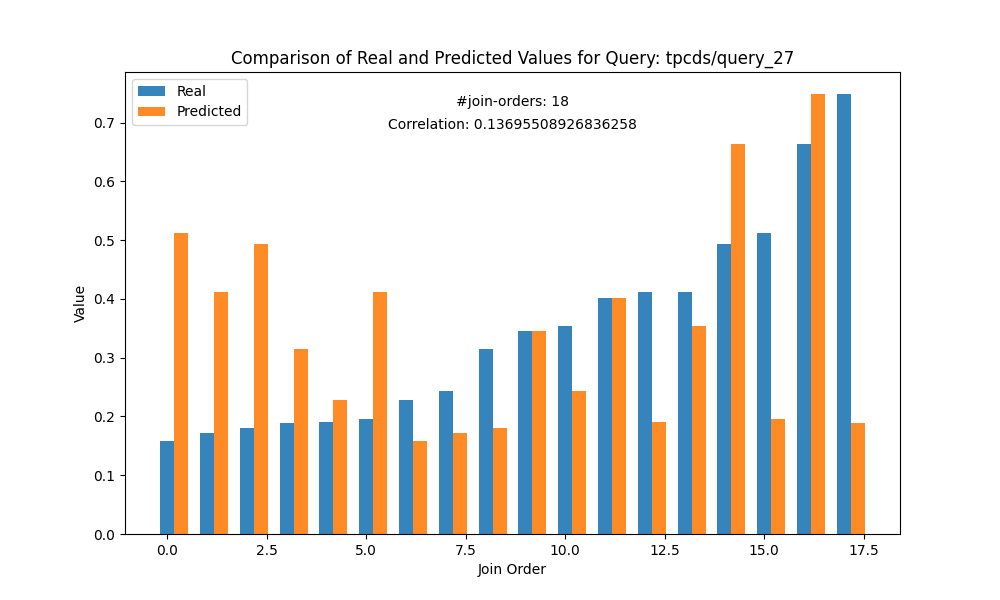 Comparison of Real and Predicted Values for Query: tpcds/query_27
Real
Predicted
#join-orders: 18
Correlation: 0.13695508926836258
Value
0.7
0.6
0.5
0.4
0.3
0.2
0.1
0.0
0.0 2.5 5.0 7.5 10.0 12.5 15.0 17.5
Join Order